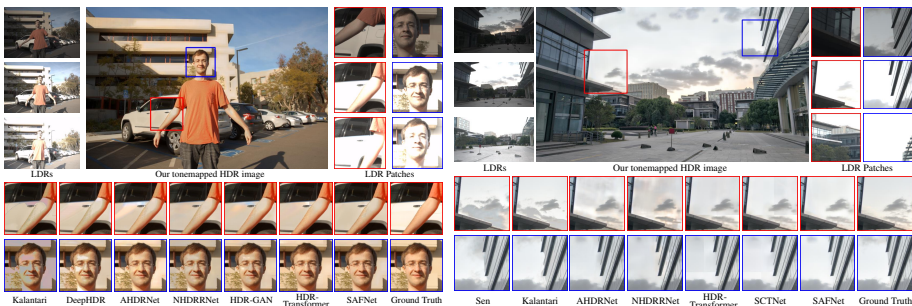 LDRs Our tonemapped HDR image LDR Patches
Kalantari DeepHDR AHDRNet NHDRRNet HDR-GAN HDR-Transformer SAFNet Ground Truth
LDRs Our tonemapped HDR image LDR Patches
Sen Kalantari AHDRNet NHDRRNet HDR-Transformer SCTNet SAFNet Ground Truth